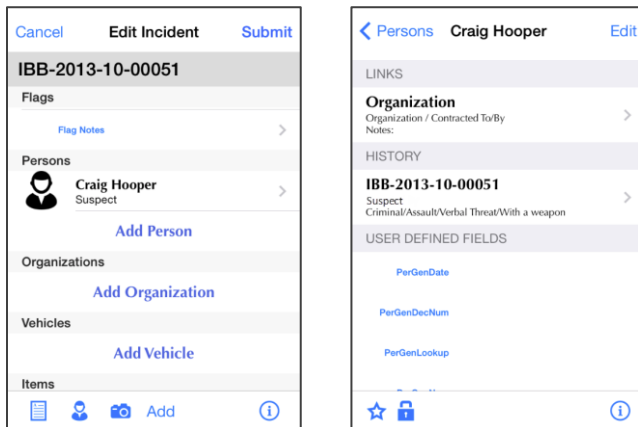 Cancel Edit Incident Submit
IBB-2013-10-00051
Flags
Flag Notes
Persons
Craig Hooper
Suspect
Add Person
Organizations
Add Organization
Vehicles
Add Vehicle
Items
Add
Persons Craig Hooper Edit
LINKS
Organization
Organization / Contracted To/By
Notes:
HISTORY
IBB-2013-10-00051
Suspect
Criminal/Assault/Verbal Threat/With a weapon
USER DEFINED FIELDS
PerGenDate
PerGenDecNum
PerGenLookup